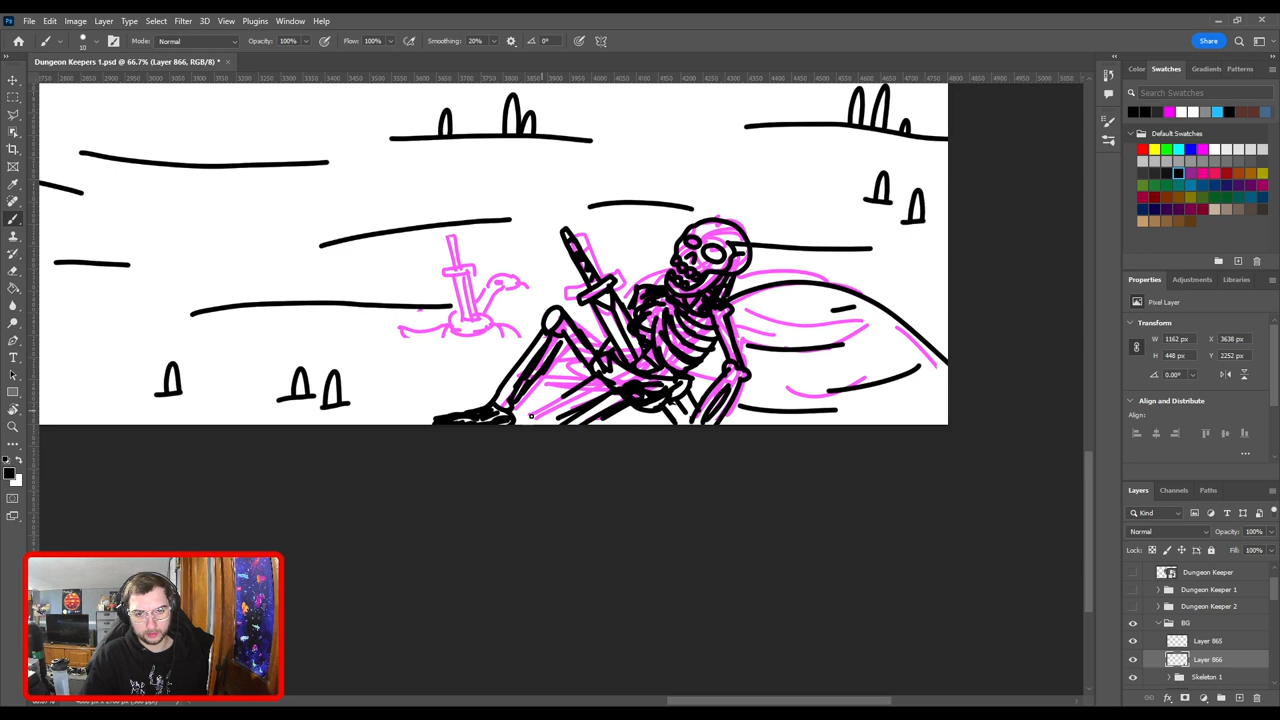 File Edit Image Layer Type Select Filter 3D View Plugins Window Help
10 Mode: Normal Opacity: 100% Flow: 100% Smoothing: 20% 0° Share
Dungeon Keepers 1.psd @ 66.7% (Layer 866, RGB/8) *
Color Swatches Gradients Patterns
Search Swatches
Default Swatches
Properties Adjustments Libraries
Pixel Layer
Transform
W 1162 px X 3638 px
H 448 px Y 2252 px
0.00°
Align and Distribute
Align:
Layers Channels Paths
Kind
Normal Opacity: 100%
Lock: Fill: 100%
Dungeon Keeper
Dungeon Keeper 1
Dungeon Keeper 2
BG
Layer 865
Layer 866
Skeleton 1